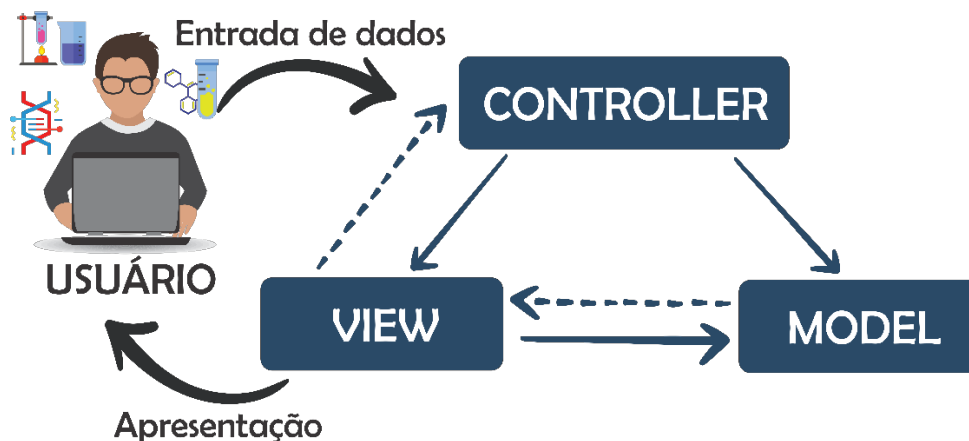 Entrada de dados
CONTROLLER
USUÁRIO
VIEW
MODEL
Apresentação